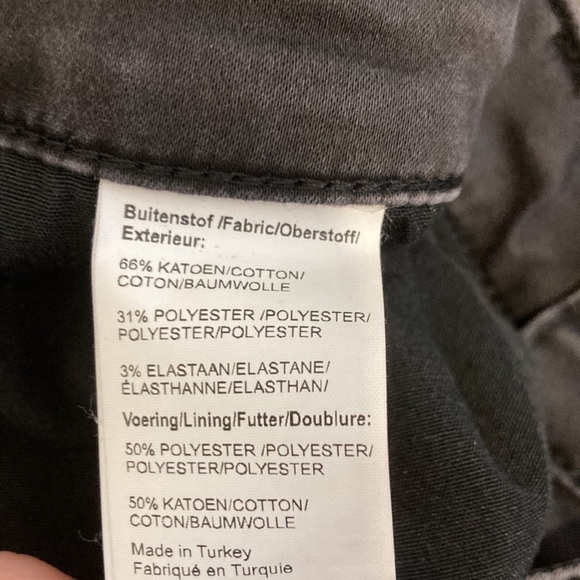 Buitenstof /Fabric/Oberstoff/
Exterieur:
66% KATOEN/COTTON/
COTON/BAUMWOLLE
31% POLYESTER /POLYESTER/
POLYESTER/POLYESTER
3% ELASTAAN/ELASTANE/
ÉLASTHANNE/ELASTHAN/
Voering/Lining/Futter/Doublure:
50% POLYESTER /POLYESTER/
POLYESTER/POLYESTER
50% KATOEN/COTTON/
COTON/BAUMWOLLE
Made in Turkey
Fabriqué en Turquie